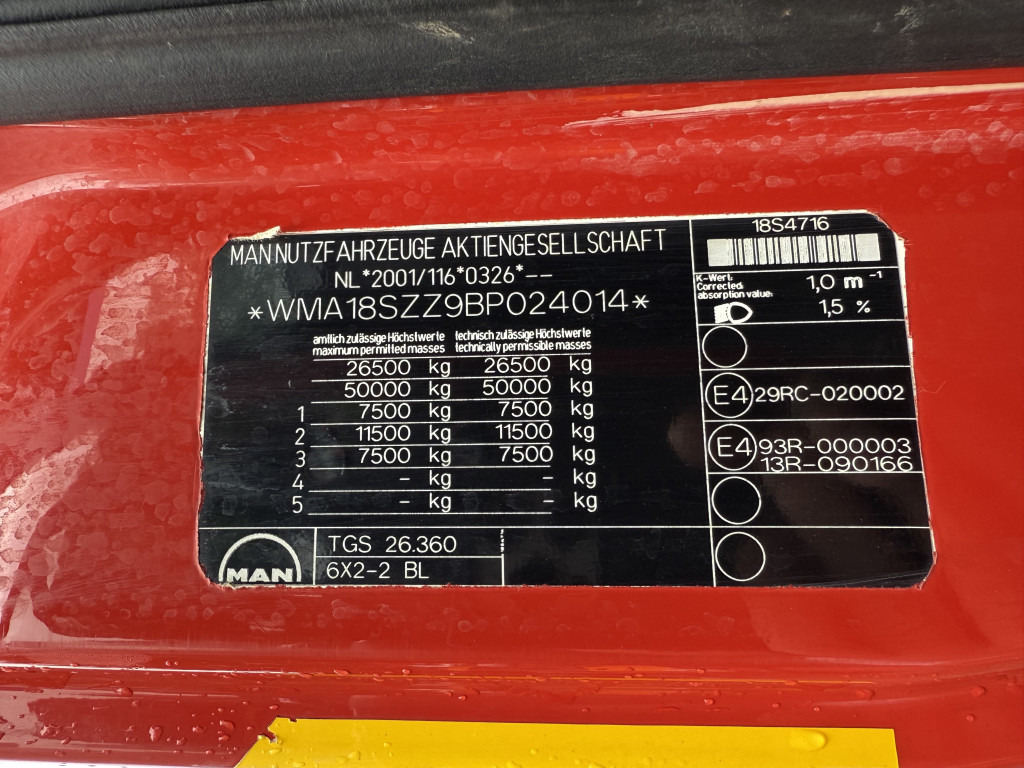 MAN NUTZFAHRZEUGE AKTIENGESELLSCHAFT
NL*2001/116*0326*--
*WMA18SZZ9BP024014*
amtlich zulässige Höchstwerte technisch zulässige Höchstwerte
maximum permitted masses technically permissible masses
26500 kg 26500 kg
50000 kg 50000 kg
1 7500 kg 7500 kg
2 11500 kg 11500 kg
3 7500 kg 7500 kg
4 - kg - kg
5 - kg - kg
MAN
TGS 26.360
6X2-2 BL
18S4716
K-Wert:
Corrected
absorption value:
1,0 m⁻¹
1,5 %
E4 29RC-020002
E4 93R-000003
13R-090166